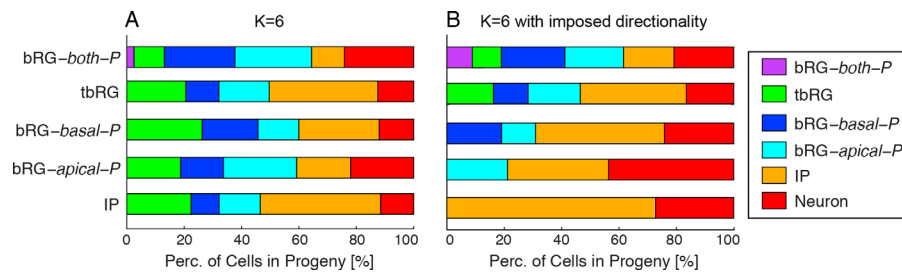 A
K=6
bRG-both-P
tbRG
bRG-basal-P
bRG-apical-P
IP
0 20 40 60 80 100
Perc. of Cells in Progeny [%]
B
K=6 with imposed directionality
0 20 40 60 80 100
Perc. of Cells in Progeny [%]
bRG-both-P
tbRG
bRG-basal-P
bRG-apical-P
IP
Neuron